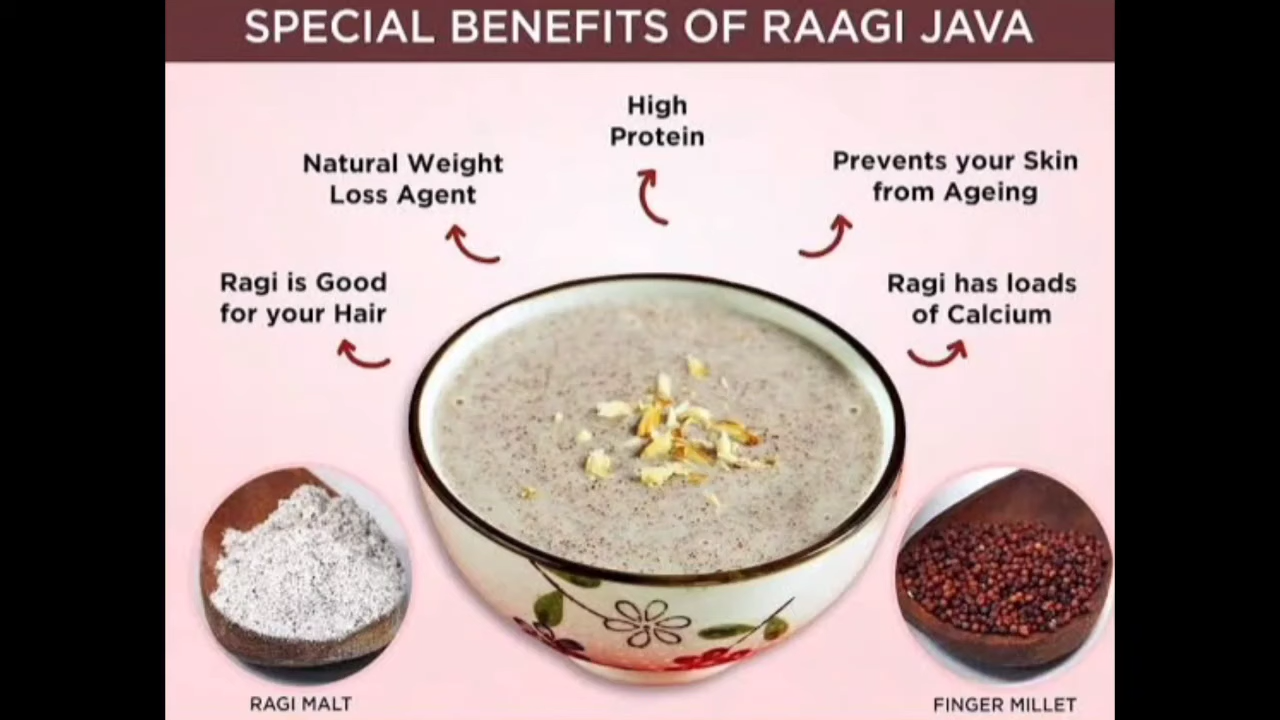 SPECIAL BENEFITS OF RAAGI JAVA
High
Protein
Natural Weight
Loss Agent
Prevents your Skin
from Ageing
Ragi is Good
for your Hair
Ragi has loads
of Calcium
RAGI MALT
FINGER MILLET